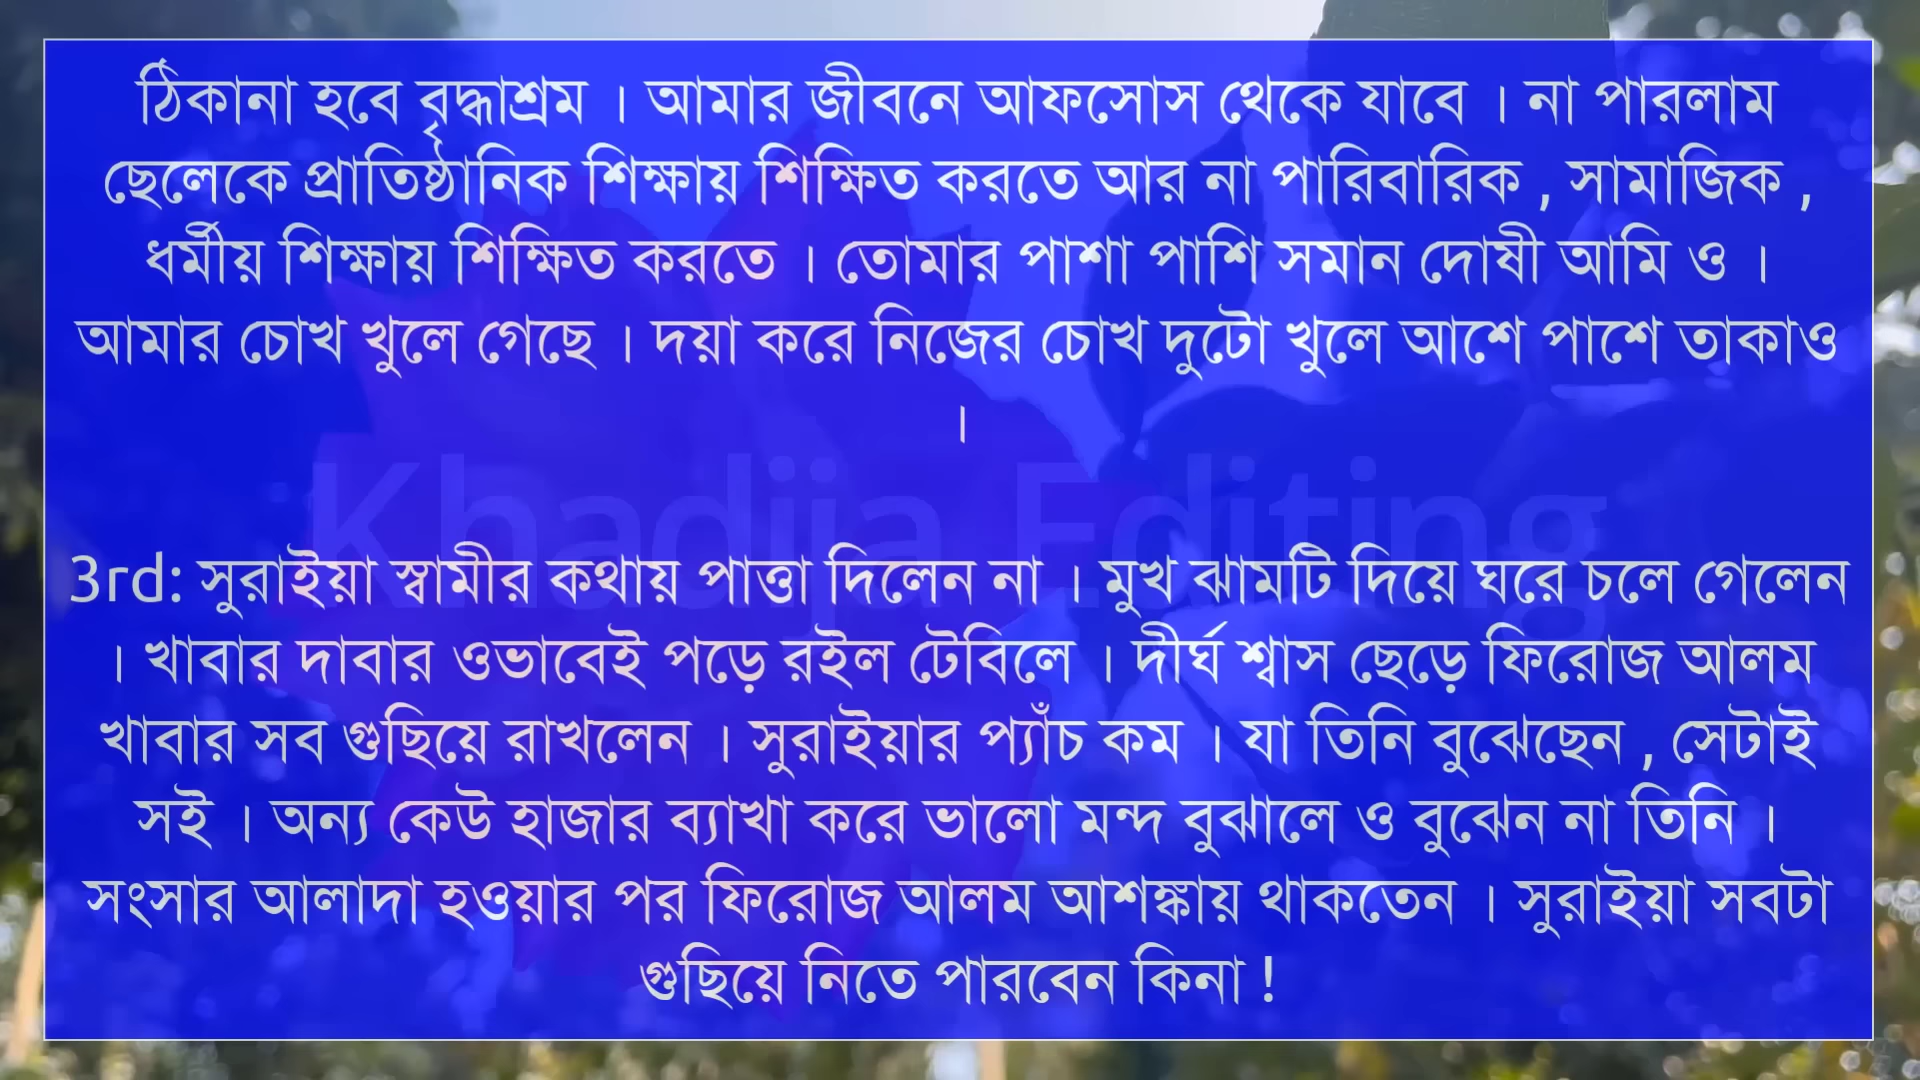 ঠিকানা হবে বৃদ্ধাশ্রম । আমার জীবনে আফসোস থেকে যাবে । না পারলাম
ছেলেকে প্রাতিষ্ঠানিক শিক্ষায় শিক্ষিত করতে আর না পারিবারিক , সামাজিক ,
ধর্মীয় শিক্ষায় শিক্ষিত করতে । তোমার পাশা পাশি সমান দোষী আমি ও ।
আমার চোখ খুলে গেছে । দয়া করে নিজের চোখ দুটো খুলে আশে পাশে তাকাও
।
Khadija Editing
3rd: সুরাইয়া স্বামীর কথায় পাত্তা দিলেন না । মুখ ঝামটি দিয়ে ঘরে চলে গেলেন
। খাবার দাবার ওভাবেই পড়ে রইল টেবিলে । দীর্ঘ শ্বাস ছেড়ে ফিরোজ আলম
খাবার সব গুছিয়ে রাখলেন । সুরাইয়ার প্যাঁচ কম । যা তিনি বুঝেছেন , সেটাই
সই । অন্য কেউ হাজার ব্যাখা করে ভালো মন্দ বুঝালে ও বুঝেন না তিনি ।
সংসার আলাদা হওয়ার পর ফিরোজ আলম আশঙ্কায় থাকতেন । সুরাইয়া সবটা
গুছিয়ে নিতে পারবেন কিনা !